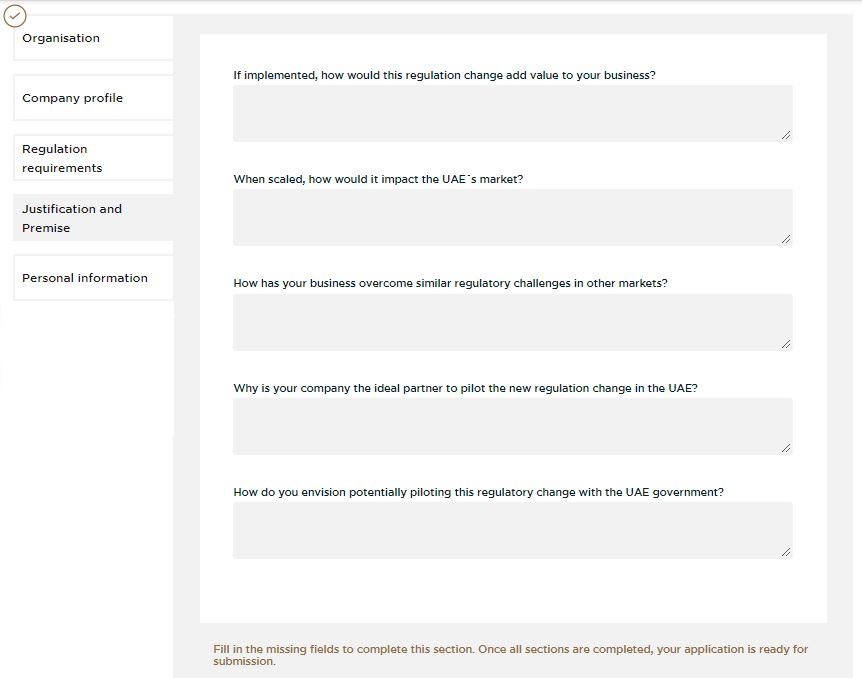 Organisation
Company profile
Regulation
requirements
Justification and
Premise
Personal information
If implemented, how would this regulation change add value to your business?
When scaled, how would it impact the UAE´s market?
How has your business overcome similar regulatory challenges in other markets?
Why is your company the ideal partner to pilot the new regulation change in the UAE?
How do you envision potentially piloting this regulatory change with the UAE government?
Fill in the missing fields to complete this section. Once all sections are completed, your application is ready for
submission.